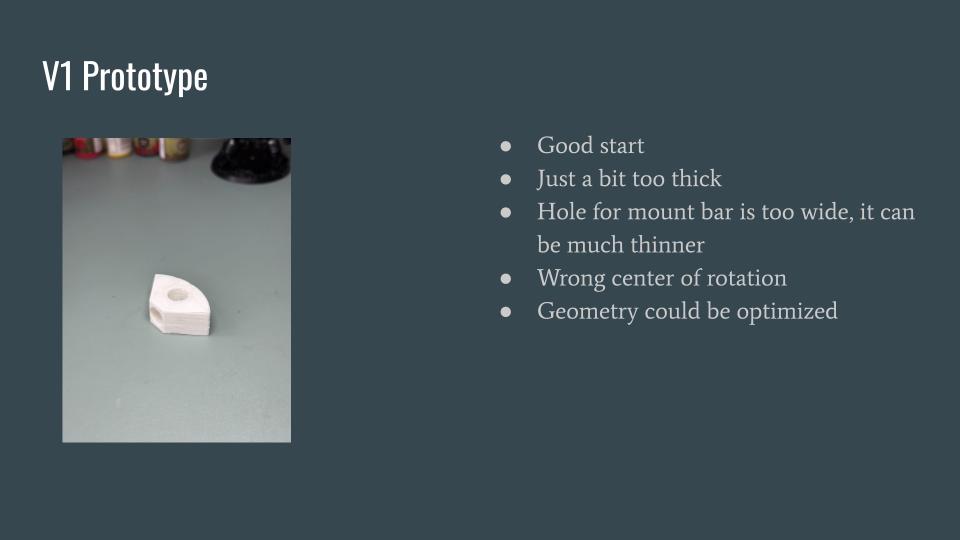 V1 Prototype
● Good start
● Just a bit too thick
● Hole for mount bar is too wide, it can
be much thinner
● Wrong center of rotation
● Geometry could be optimized